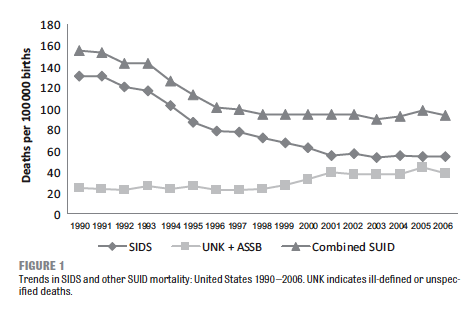 180
160
140
120
100
80
60
40
20
0
Deaths per 100000 births
1990 1991 1992 1993 1994 1995 1996 1997 1998 1999 2000 2001 2002 2003 2004 2005 2006
SIDS UNK + ASSB Combined SUID
FIGURE 1
Trends in SIDS and other SUID mortality: United States 1990–2006. UNK indicates ill-defined or unspec-
ified deaths.